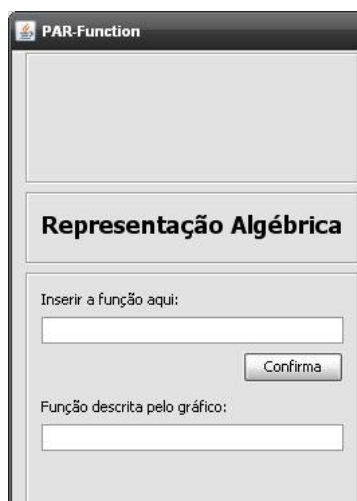 PAR-Function
Representação Algébrica
Inserir a função aqui:
Confirma
Função descrita pelo gráfico: